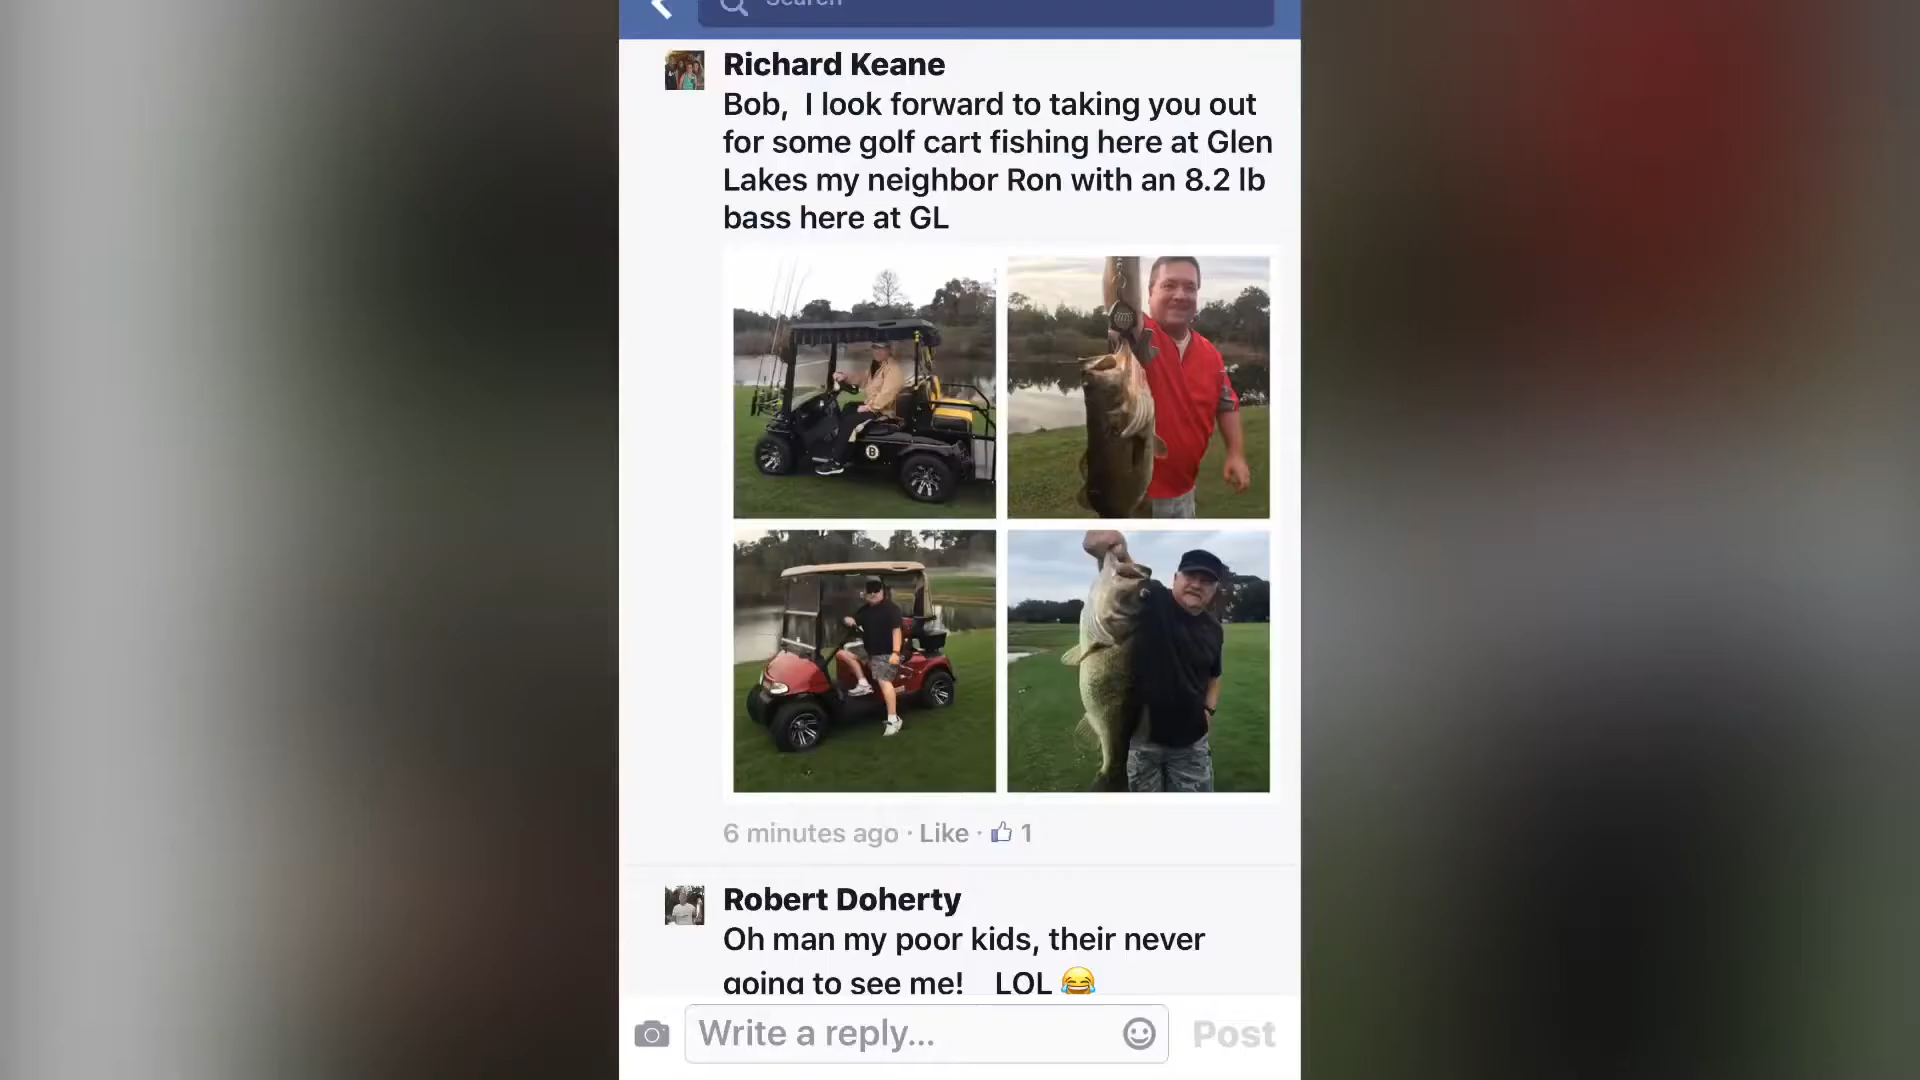 Search
Richard Keane
Bob,  I look forward to taking you out
for some golf cart fishing here at Glen
Lakes my neighbor Ron with an 8.2 lb
bass here at GL
B
6 minutes ago · Like · 1
Robert Doherty
Oh man my poor kids, their never
going to see me!    LOL 😂
Write a reply...
Post